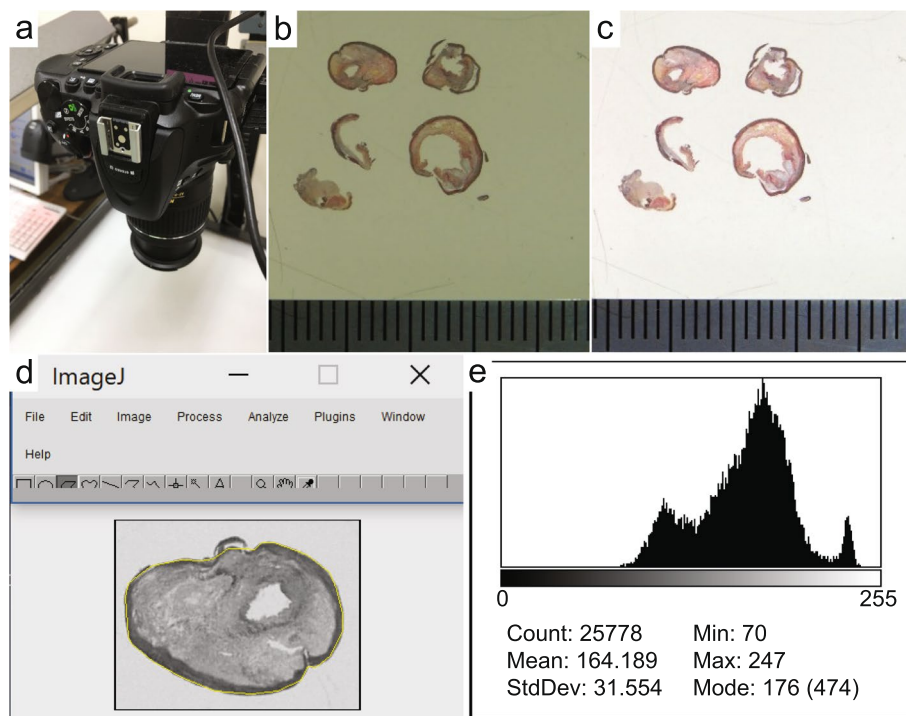 a
b
c
d
ImageJ
File Edit Image Process Analyze Plugins Window
Help
e
0 255
Count: 25778 Min: 70
Mean: 164.189 Max: 247
StdDev: 31.554 Mode: 176 (474)